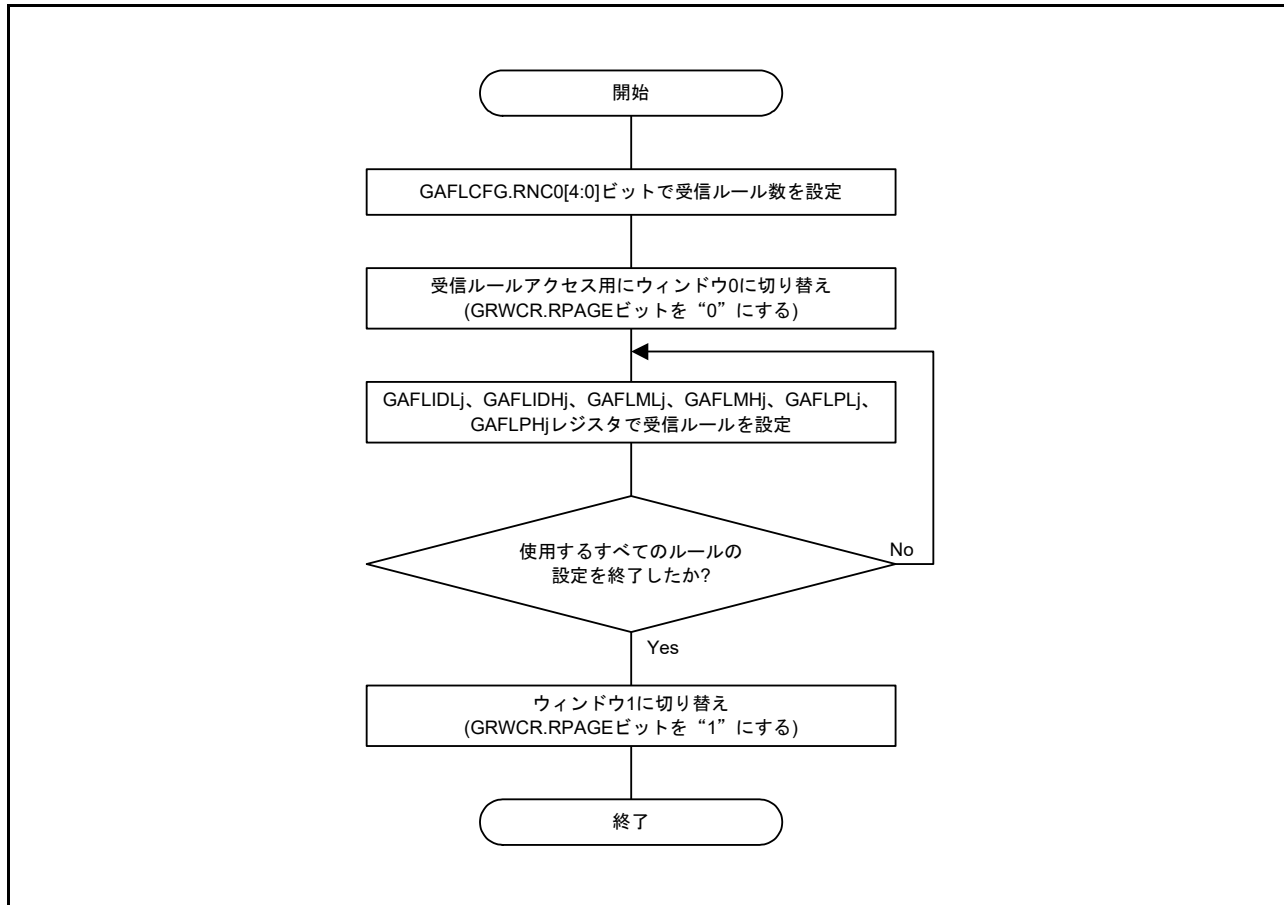 開始
GAFLCFG.RNC0[4:0]ビットで受信ルール数を設定
受信ルールアクセス用にウィンドウ0に切り替え
(GRWCR.RPAGEビットを“0”にする)
GAFLIDLj、GAFLIDHj、GAFLMLj、GAFLMHj、GAFLPLj、
GAFLPHjレジスタで受信ルールを設定
使用するすべてのルールの
設定を終了したか?
No
Yes
ウィンドウ1に切り替え
(GRWCR.RPAGEビットを“1”にする)
終了